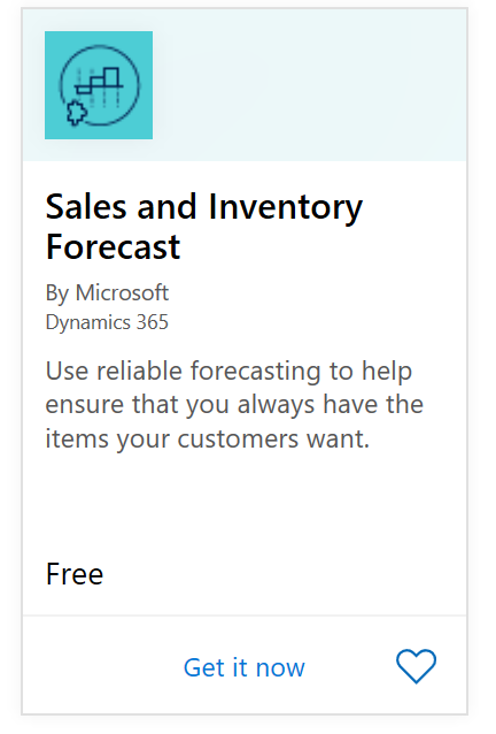 Sales and Inventory
Forecast
By Microsoft
Dynamics 365
Use reliable forecasting to help
ensure that you always have the
items your customers want.
Free
Get it now